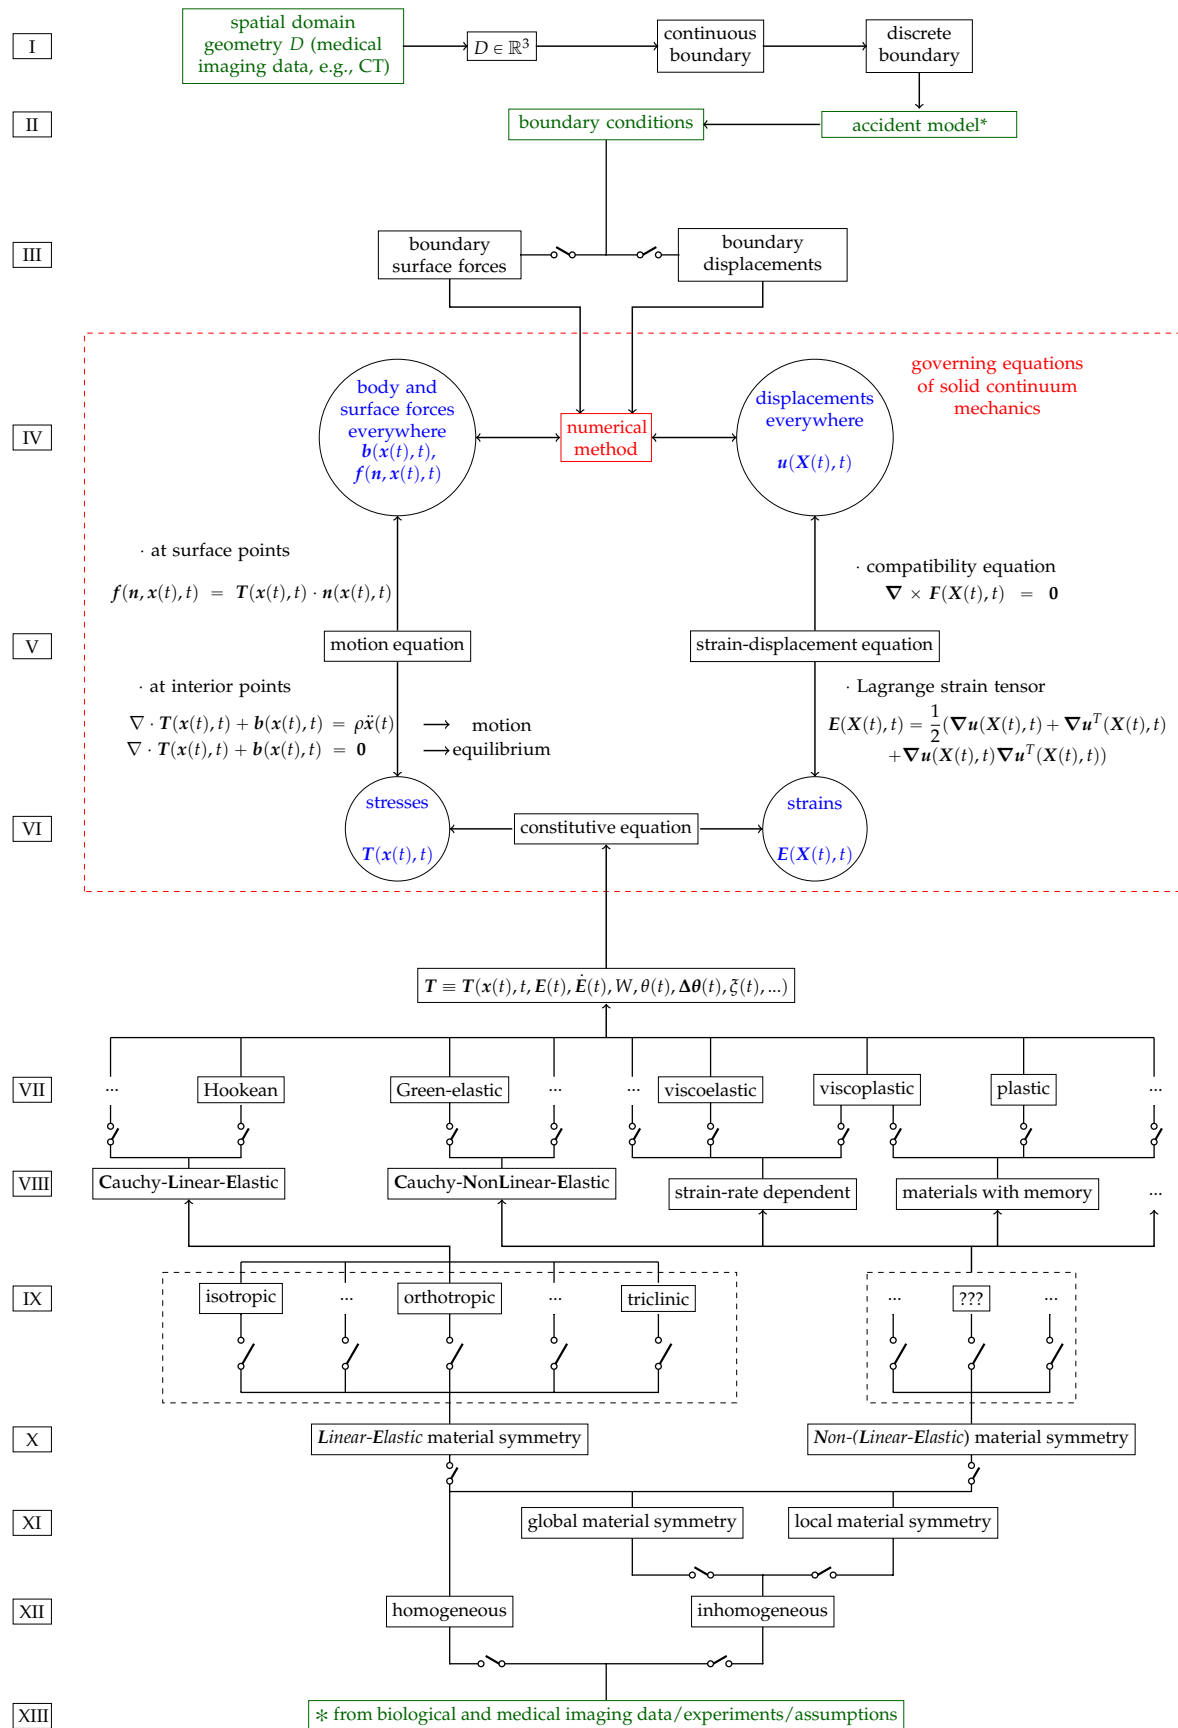 I
spatial domain
geometry D (medical
imaging data, e.g., CT)
D ∈ ℝ³
continuous
boundary
discrete
boundary
II
boundary conditions
accident model*
III
boundary
surface forces
boundary
displacements
governing equations
of solid continuum
mechanics
IV
body and
surface forces
everywhere
b(x(t), t),
f(n, x(t), t)
numerical
method
displacements
everywhere
u(X(t), t)
· at surface points
f(n, x(t), t) = T(x(t), t) · n(x(t), t)
· compatibility equation
∇ × F(X(t), t) = 0
V
motion equation
strain-displacement equation
· at interior points
∇ · T(x(t), t) + b(x(t), t) = ρẍ(t) → motion
∇ · T(x(t), t) + b(x(t), t) = 0 → equilibrium
· Lagrange strain tensor
E(X(t), t) = 1/2(∇u(X(t), t) + ∇uᵀ(X(t), t)
+∇u(X(t), t)∇uᵀ(X(t), t))
VI
stresses
T(x(t), t)
constitutive equation
strains
E(X(t), t)
T ≡ T(x(t), t, E(t), Ė(t), W, θ(t), Δθ(t), ξ(t), ...)
VII
...
Hookean
Green-elastic
...
...
viscoelastic
viscoplastic
plastic
...
VIII
Cauchy-Linear-Elastic
Cauchy-NonLinear-Elastic
strain-rate dependent
materials with memory
...
IX
isotropic
...
orthotropic
...
triclinic
...
???
...
X
Linear-Elastic material symmetry
Non-(Linear-Elastic) material symmetry
XI
global material symmetry
local material symmetry
XII
homogeneous
inhomogeneous
XIII
* from biological and medical imaging data/experiments/assumptions